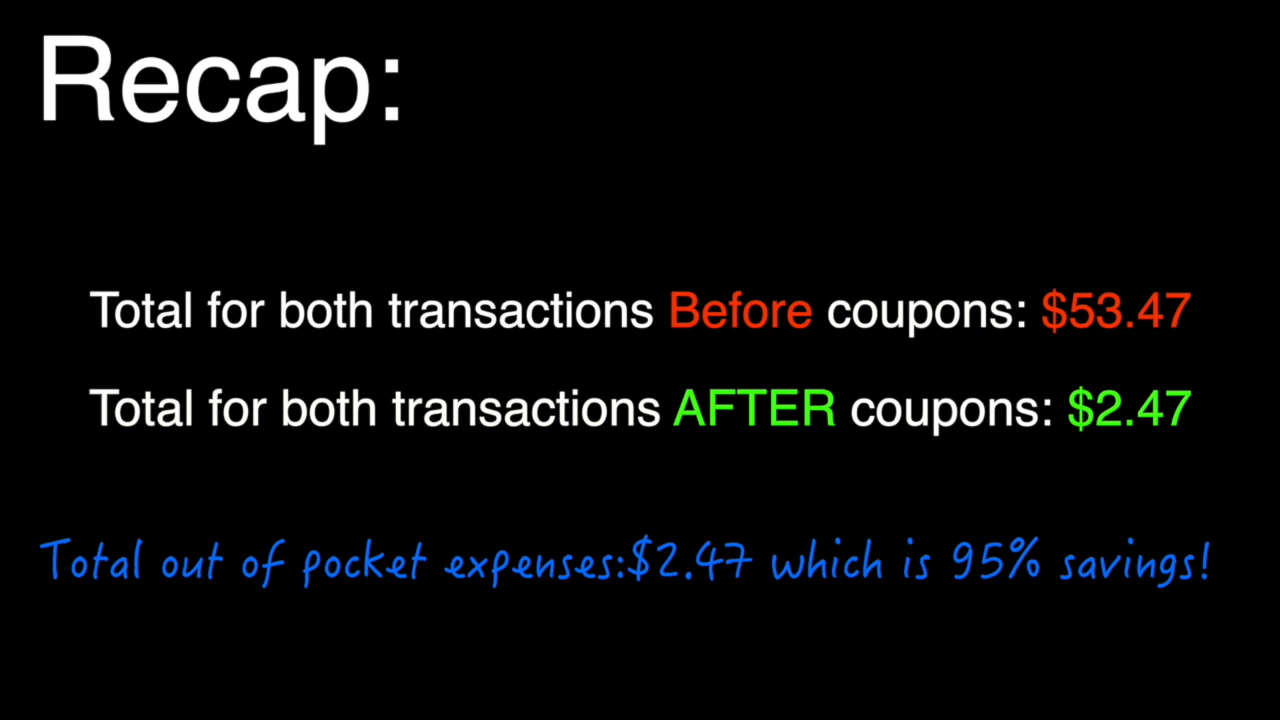 Recap:
Total for both transactions Before coupons: $53.47
Total for both transactions AFTER coupons: $2.47
Total out of pocket expenses:$2.47 which is 95% savings!